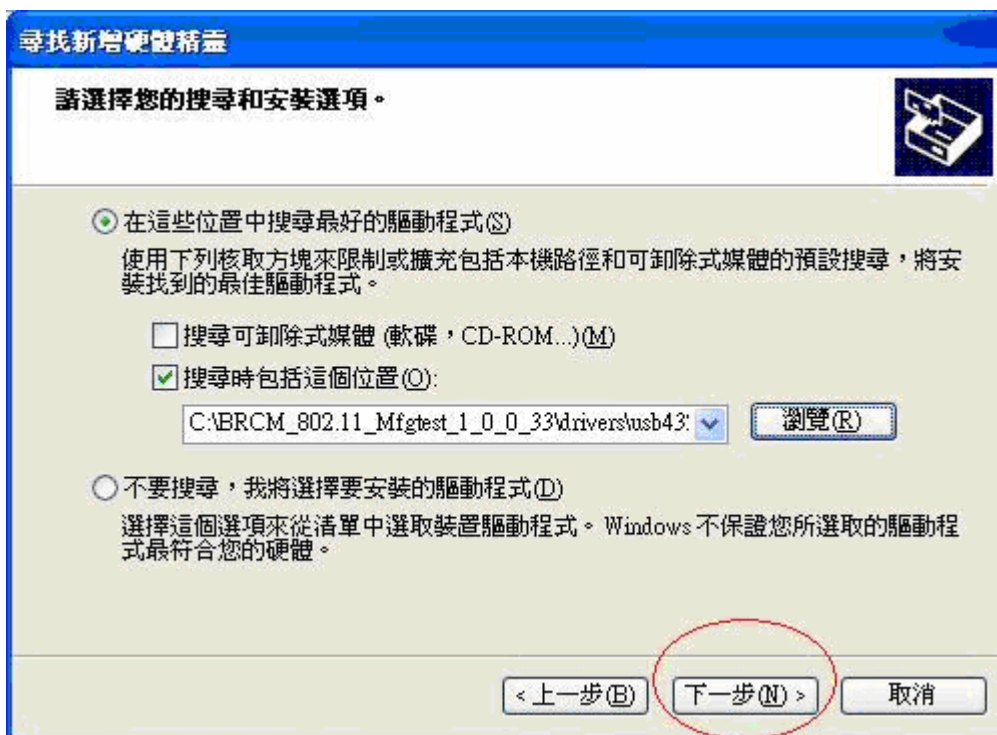 尋找新增硬體精靈
請選擇您的搜尋和安裝選項。
在這些位置中搜尋最好的驅動程式(S)
使用下列核取方塊來限制或擴充包括本機路徑和可卸除式媒體的預設搜尋，將安
裝找到的最佳驅動程式。
搜尋可卸除式媒體 (軟碟，CD-ROM...)(M)
搜尋時包括這個位置(O):
C:\BRCM_802.11_Mfgtest_1_0_0_33\drivers\usb43
瀏覽(R)
不要搜尋，我將選擇要安裝的驅動程式(D)
選擇這個選項來從清單中選取裝置驅動程式。Windows 不保證您所選取的驅動程
式最符合您的硬體。
< 上一步(B) 下一步(N) > 取消